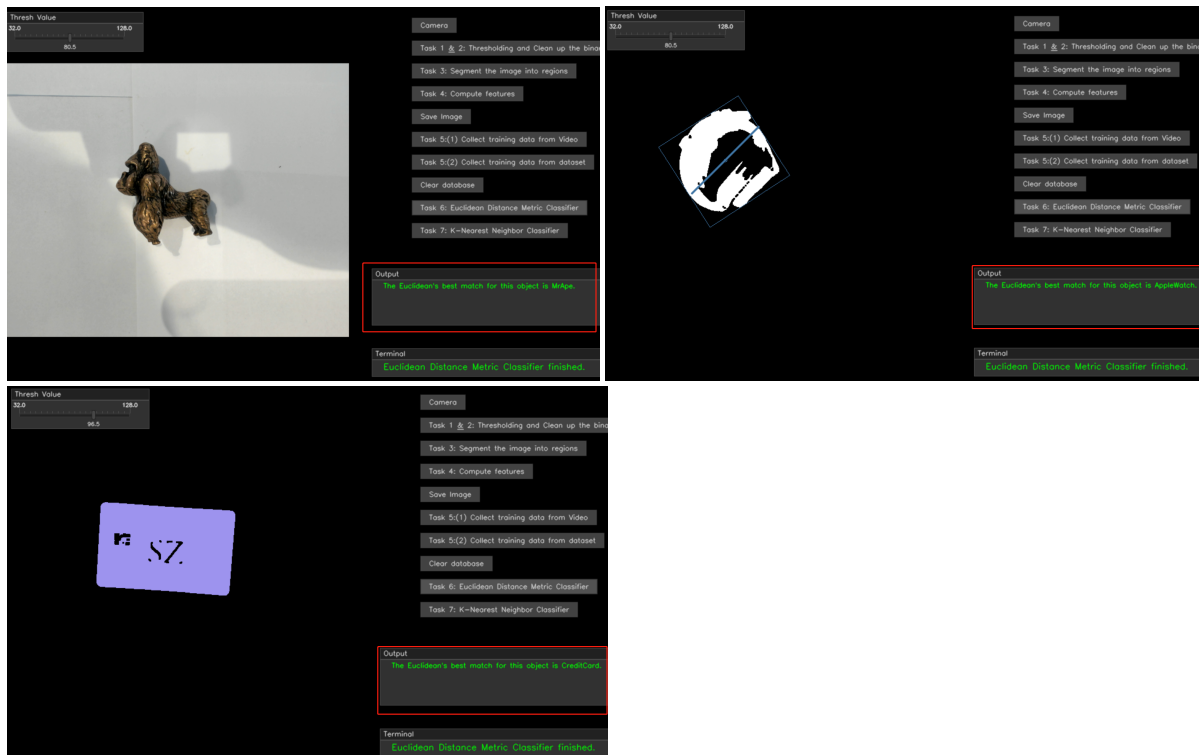 Thresh Value
32.0 128.0
80.5
Camera
Task 1 & 2: Thresholding and Clean up the binar
Task 3: Segment the image into regions
Task 4: Compute features
Save Image
Task 5:(1) Collect training data from Video
Task 5:(2) Collect training data from dataset
Clear database
Task 6: Euclidean Distance Metric Classifier
Task 7: K-Nearest Neighbor Classifier
Output
The Euclidean's best match for this object is MrApe.
Terminal
Euclidean Distance Metric Classifier finished.
Thresh Value
32.0 128.0
80.5
Camera
Task 1 & 2: Thresholding and Clean up the binar
Task 3: Segment the image into regions
Task 4: Compute features
Save Image
Task 5:(1) Collect training data from Video
Task 5:(2) Collect training data from dataset
Clear database
Task 6: Euclidean Distance Metric Classifier
Task 7: K-Nearest Neighbor Classifier
Output
The Euclidean's best match for this object is AppleWatch.
Terminal
Euclidean Distance Metric Classifier finished.
Thresh Value
32.0 128.0
96.5
Camera
Task 1 & 2: Thresholding and Clean up the bina
Task 3: Segment the image into regions
Task 4: Compute features
Save Image
Task 5:(1) Collect training data from Video
Task 5:(2) Collect training data from dataset
Clear database
Task 6: Euclidean Distance Metric Classifier
Task 7: K-Nearest Neighbor Classifier
SZ.
Output
The Euclidean's best match for this object is CreditCard.
Terminal
Euclidean Distance Metric Classifier finished.